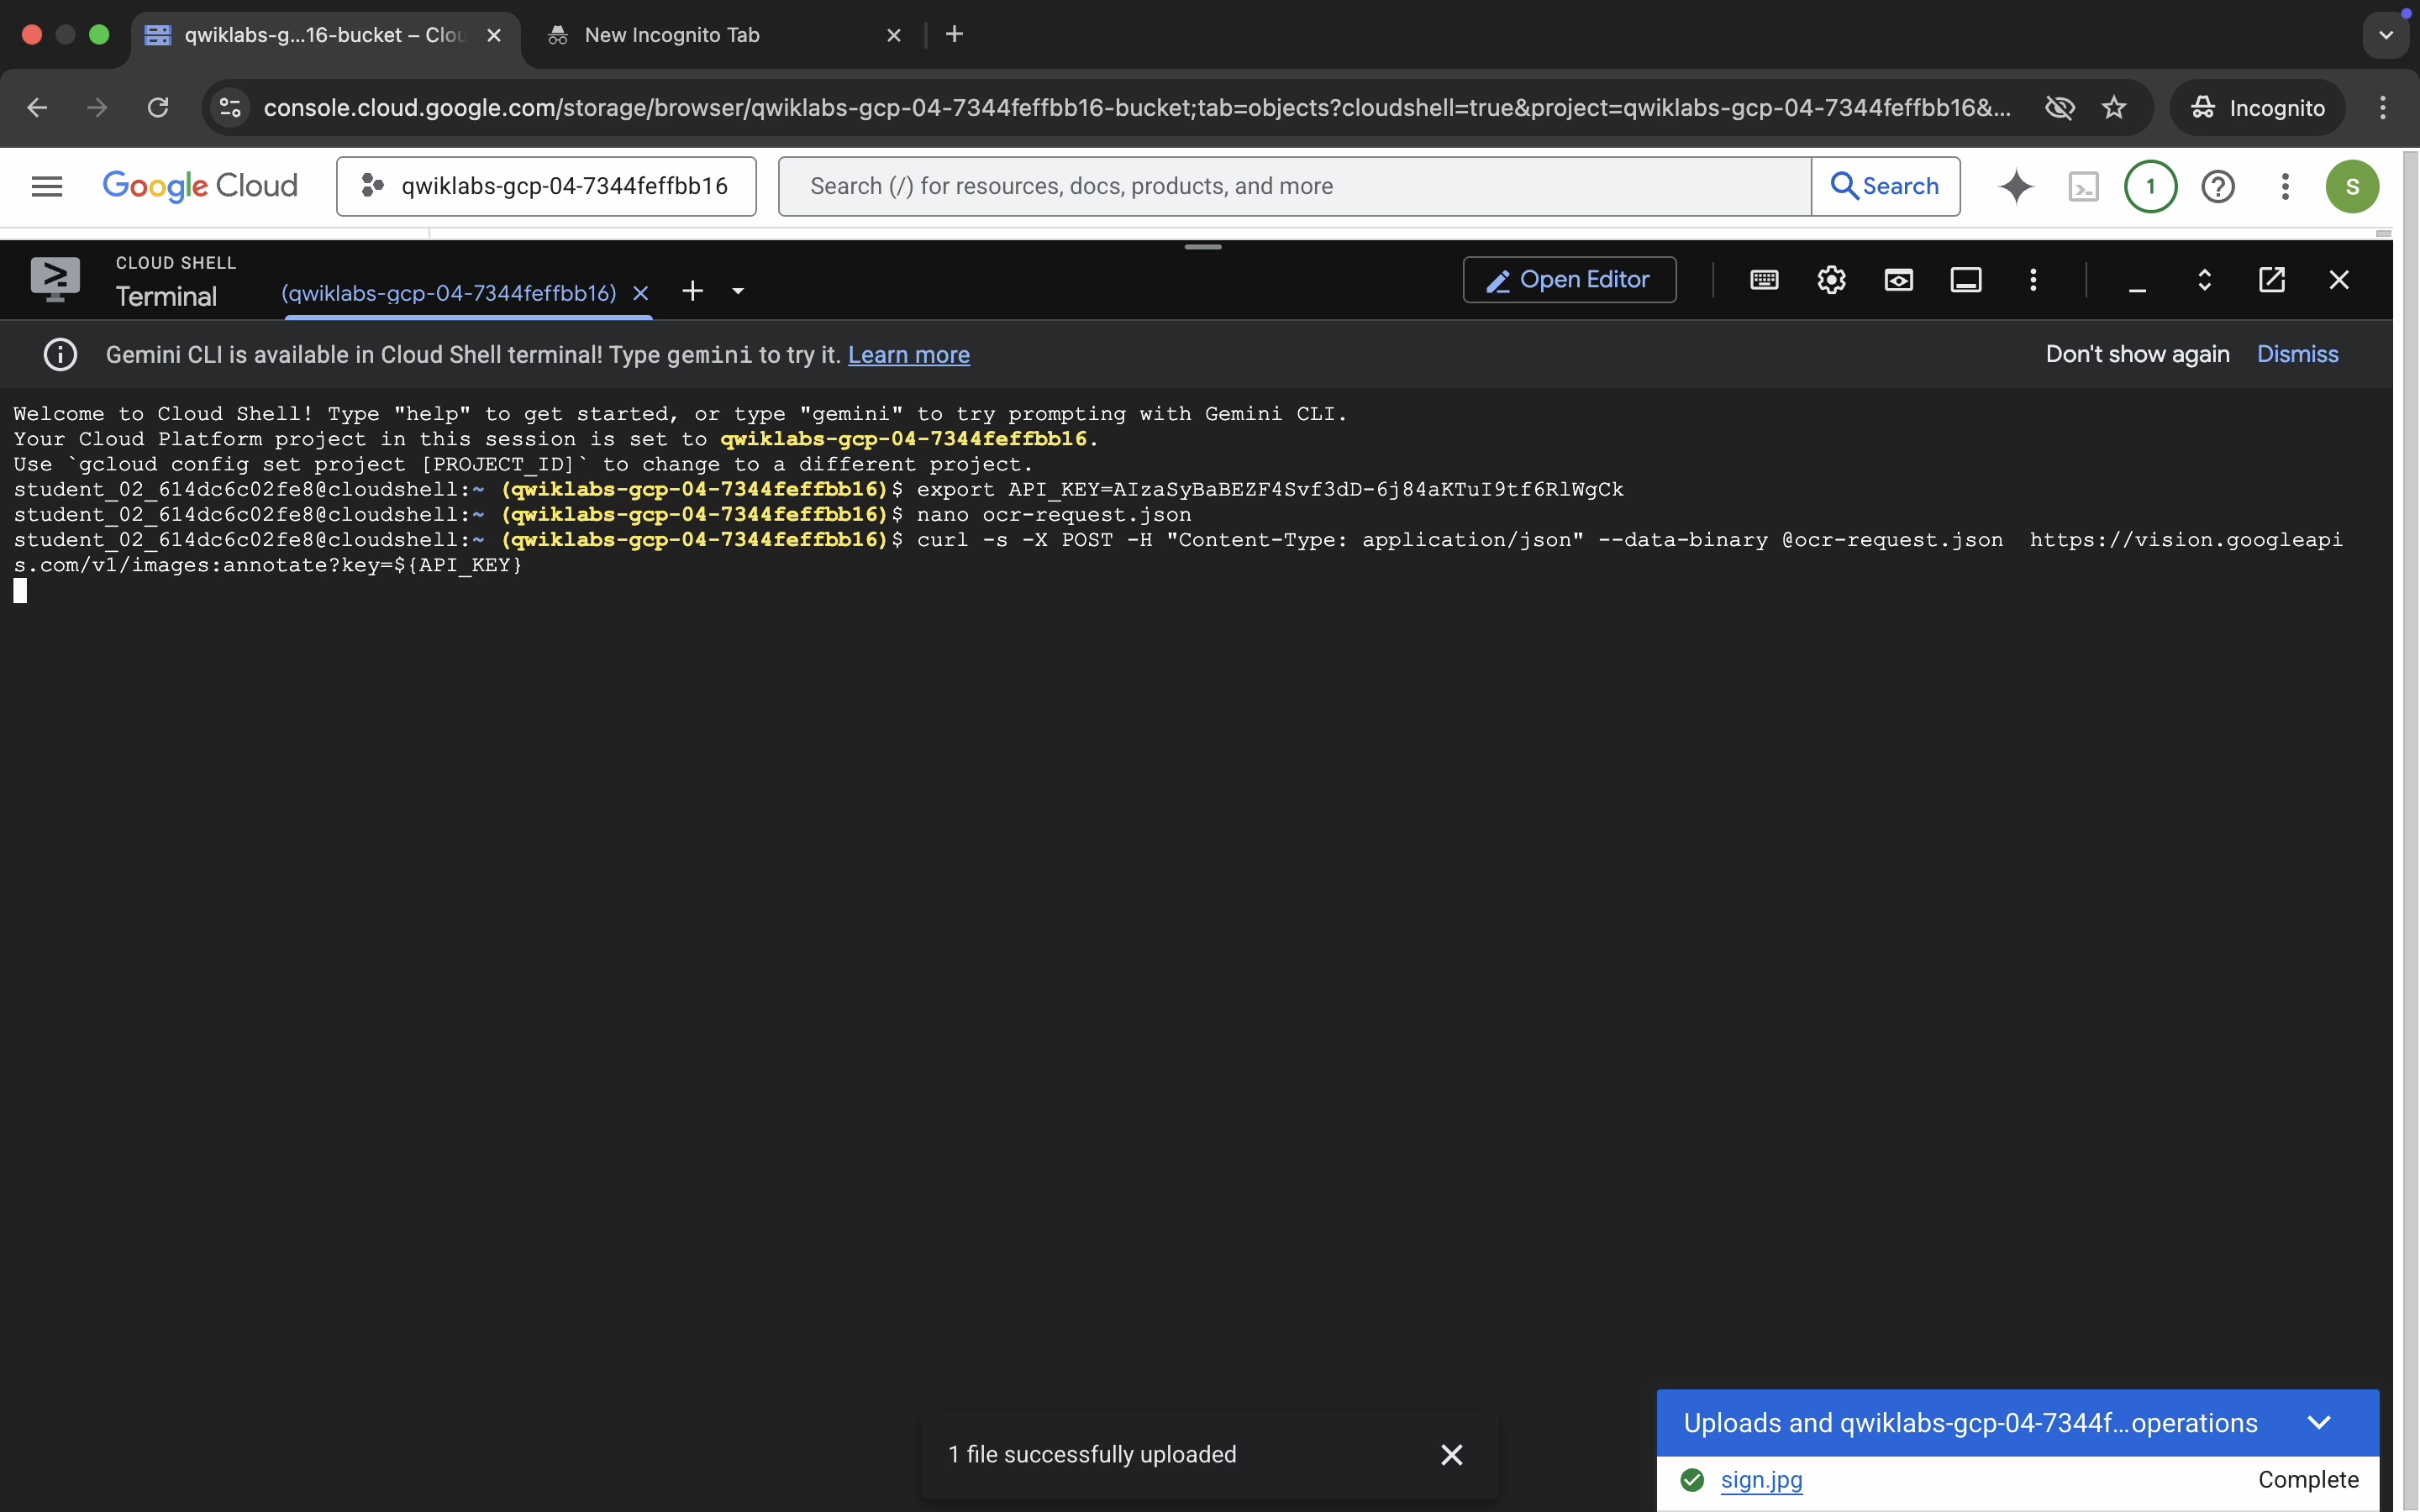 qwiklabs-g...16-bucket – Clou
New Incognito Tab
console.cloud.google.com/storage/browser/qwiklabs-gcp-04-7344feffbb16-bucket;tab=objects?cloudshell=true&project=qwiklabs-gcp-04-7344feffbb16&...
Incognito
Google Cloud
qwiklabs-gcp-04-7344feffbb16
Search (/) for resources, docs, products, and more
Search
1
S
CLOUD SHELL
Terminal
(qwiklabs-gcp-04-7344feffbb16)
Open Editor
Gemini CLI is available in Cloud Shell terminal! Type gemini to try it. Learn more
Don't show again
Dismiss
Welcome to Cloud Shell! Type "help" to get started, or type "gemini" to try prompting with Gemini CLI.
Your Cloud Platform project in this session is set to qwiklabs-gcp-04-7344feffbb16.
Use `gcloud config set project [PROJECT_ID]` to change to a different project.
student_02_614dc6c02fe8@cloudshell:~ (qwiklabs-gcp-04-7344feffbb16)$ export API_KEY=AIzaSyBaBEZF4Svf3dD-6j84aKTuI9tf6RlWgCk
student_02_614dc6c02fe8@cloudshell:~ (qwiklabs-gcp-04-7344feffbb16)$ nano ocr-request.json
student_02_614dc6c02fe8@cloudshell:~ (qwiklabs-gcp-04-7344feffbb16)$ curl -s -X POST -H "Content-Type: application/json" --data-binary @ocr-request.json  https://vision.googleapi
s.com/v1/images:annotate?key=${API_KEY}
1 file successfully uploaded
Uploads and qwiklabs-gcp-04-7344f...operations
sign.jpg
Complete